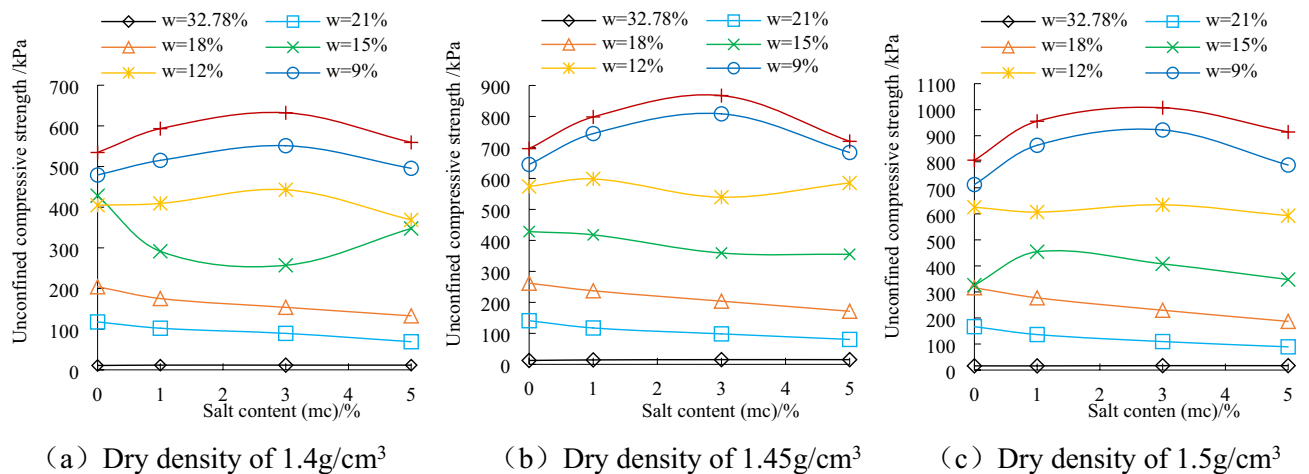 w=32.78% w=21%
w=18% w=15%
w=12% w=9%
Unconfined compressive strength /kPa
700
600
500
400
300
200
100
0
0 1 2 3 4 5
Salt content (mc)/%
(a) Dry density of 1.4g/cm³
w=32.78% w=21%
w=18% w=15%
w=12% w=9%
Unconfined compressive strength /kPa
900
800
700
600
500
400
300
200
100
0
0 1 2 3 4 5
Salt content (mc)/%
(b) Dry density of 1.45g/cm³
w=32.78% w=21%
w=18% w=15%
w=12% w=9%
Unconfined compressive strength /kPa
1100
1000
900
800
700
600
500
400
300
200
100
0
0 1 2 3 4 5
Salt conten (mc)/%
(c) Dry density of 1.5g/cm³